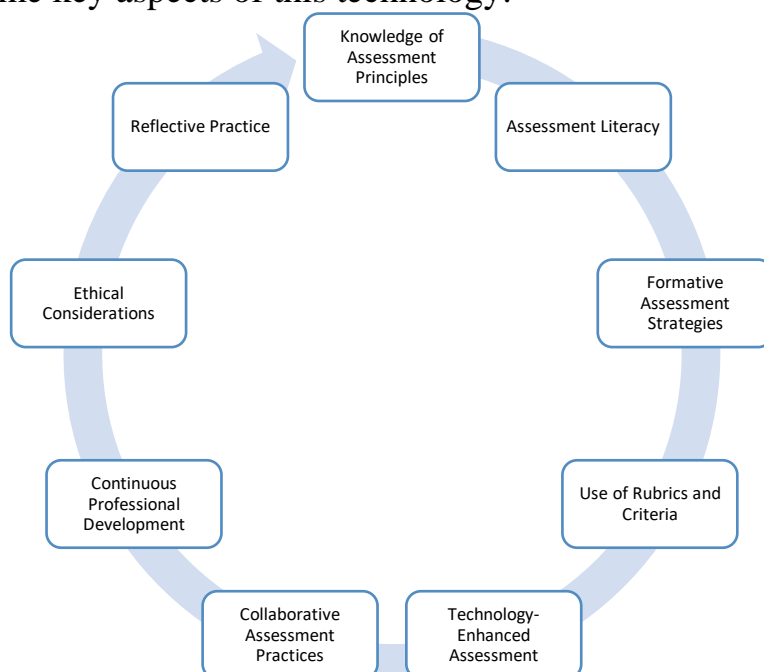 key aspects of this technology.
Knowledge of
Assessment
Principles
Assessment Literacy
Formative
Assessment
Strategies
Use of Rubrics and
Criteria
Technology-
Enhanced
Assessment
Collaborative
Assessment
Practices
Continuous
Professional
Development
Ethical
Considerations
Reflective Practice